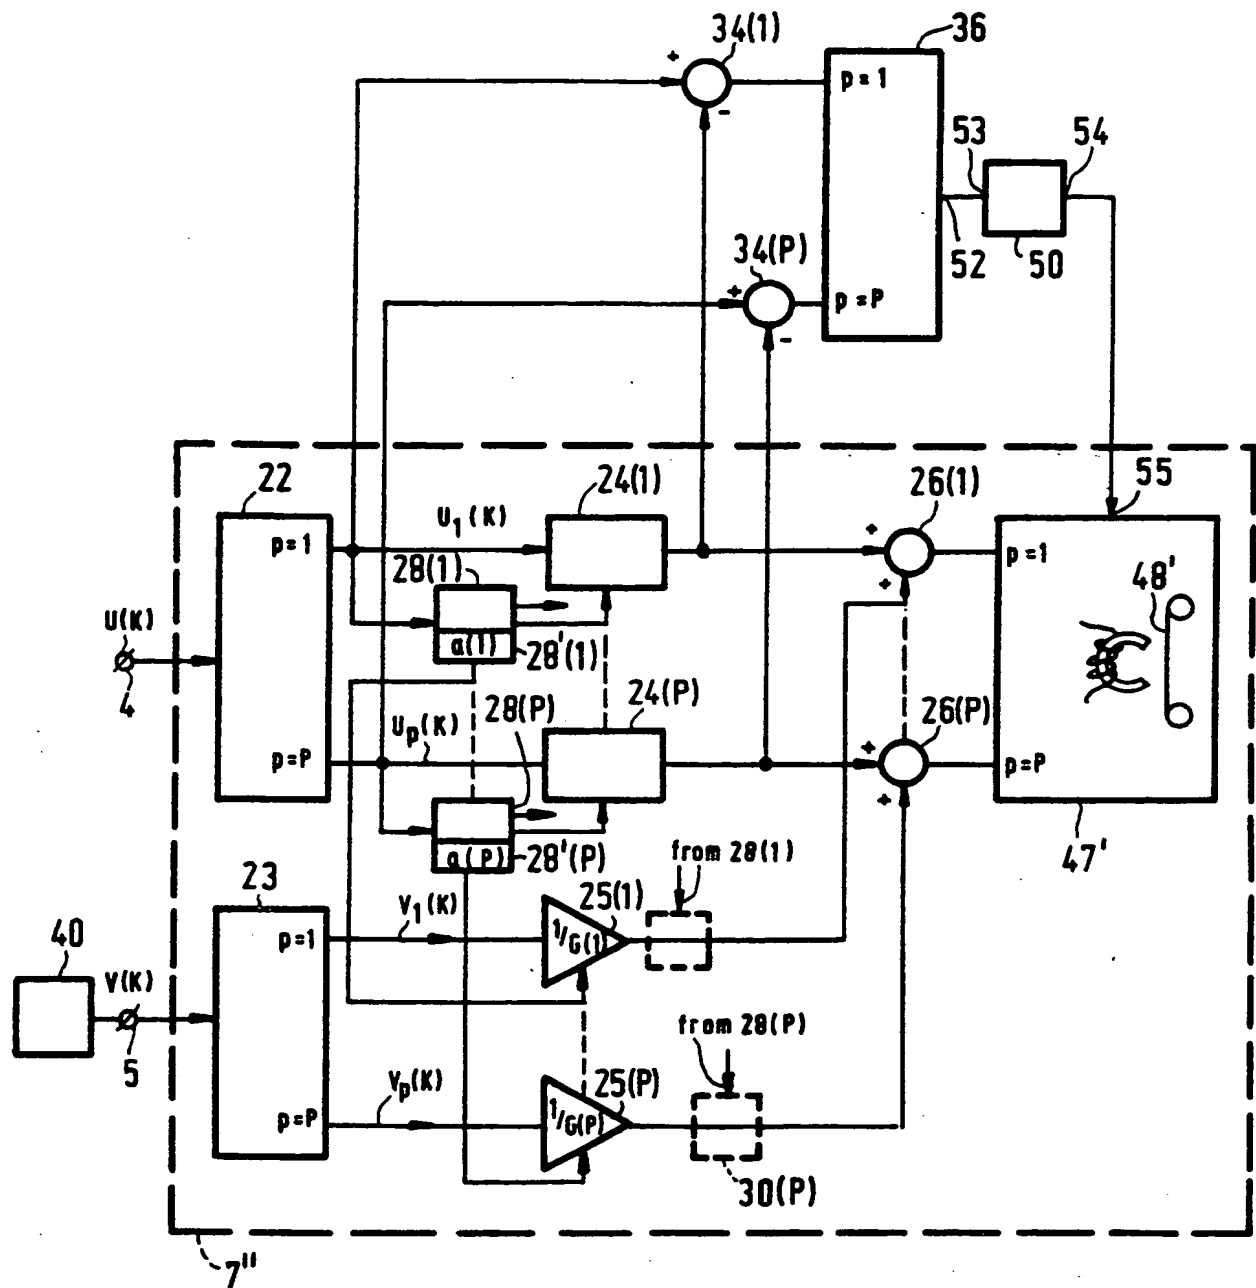 34(1)
36
+
p = 1
-
53
54
34(P)
+
p = P
52
50
-
22
24(1)
26(1)
55
p = 1
U₁(K)
+
p = 1
28(1)
+
48'
U(K)
a(1)
28'(1)
4
28(P)
24(P)
26(P)
Uₚ(K)
p = P
+
p = P
+
a(P)
28'(P)
from 28(1)
47'
23
25(1)
V₁(K)
40
p = 1
1/G(1)
V(K)
from 28(P)
5
Vₚ(K)
25(P)
p = P
1/G(P)
30(P)
7"